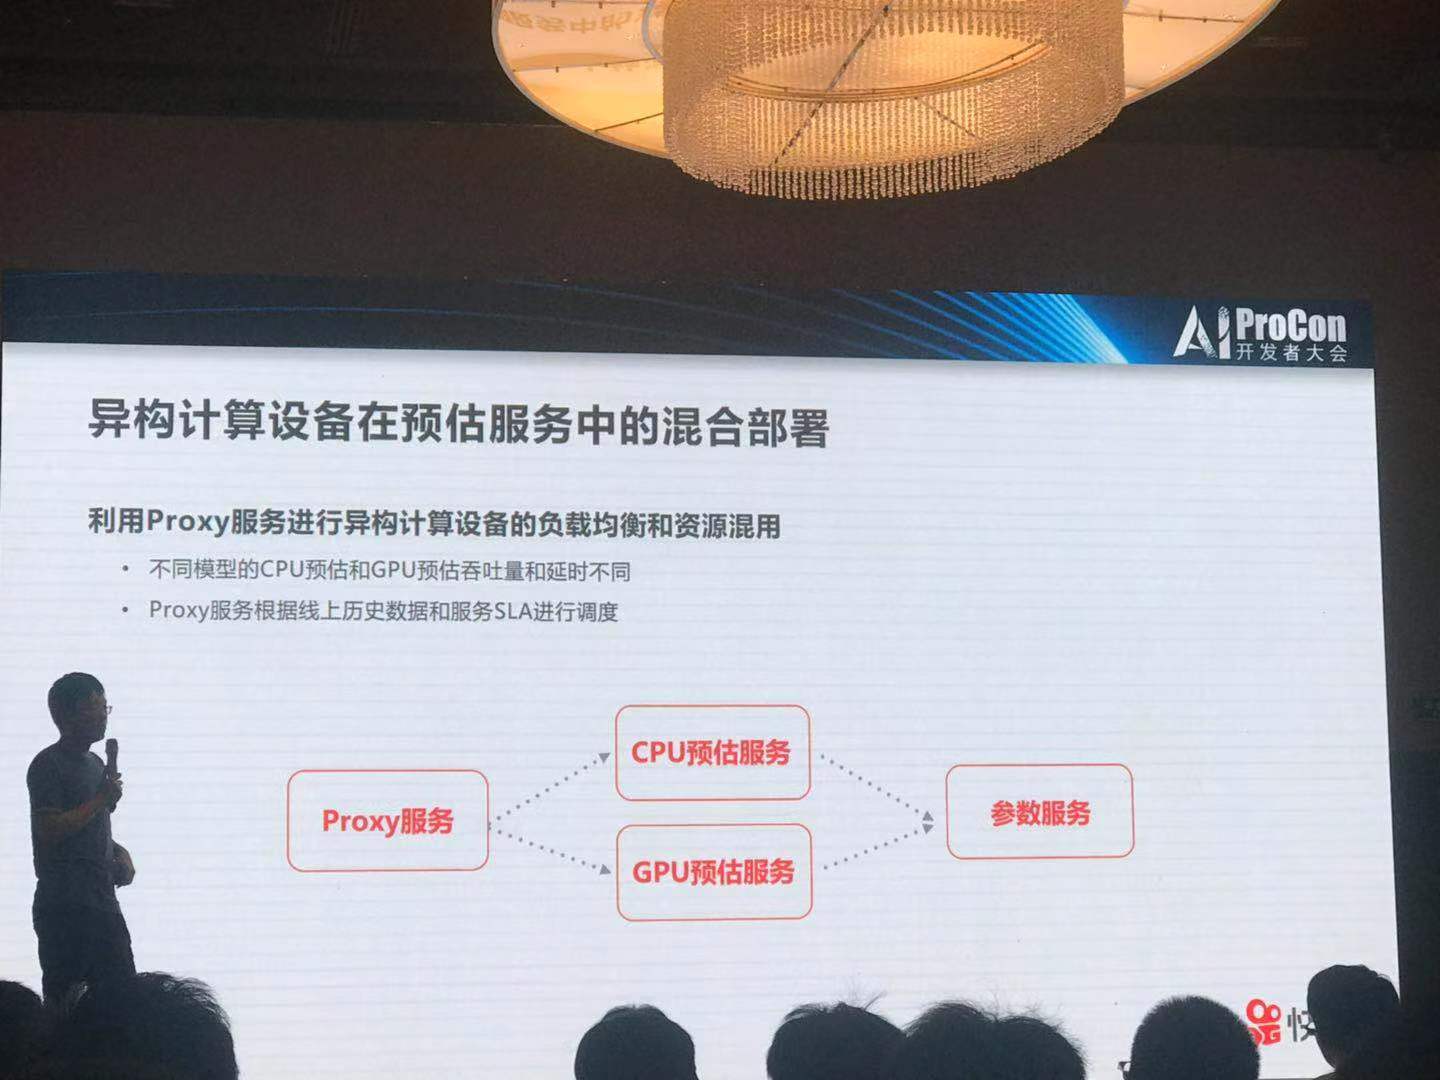 AI ProCon
开发者大会
异构计算设备在预估服务中的混合部署
利用Proxy服务进行异构计算设备的负载均衡和资源混用
• 不同模型的CPU预估和GPU预估吞吐量和延时不同
• Proxy服务根据线上历史数据和服务SLA进行调度
CPU预估服务
Proxy服务
参数服务
GPU预估服务
快